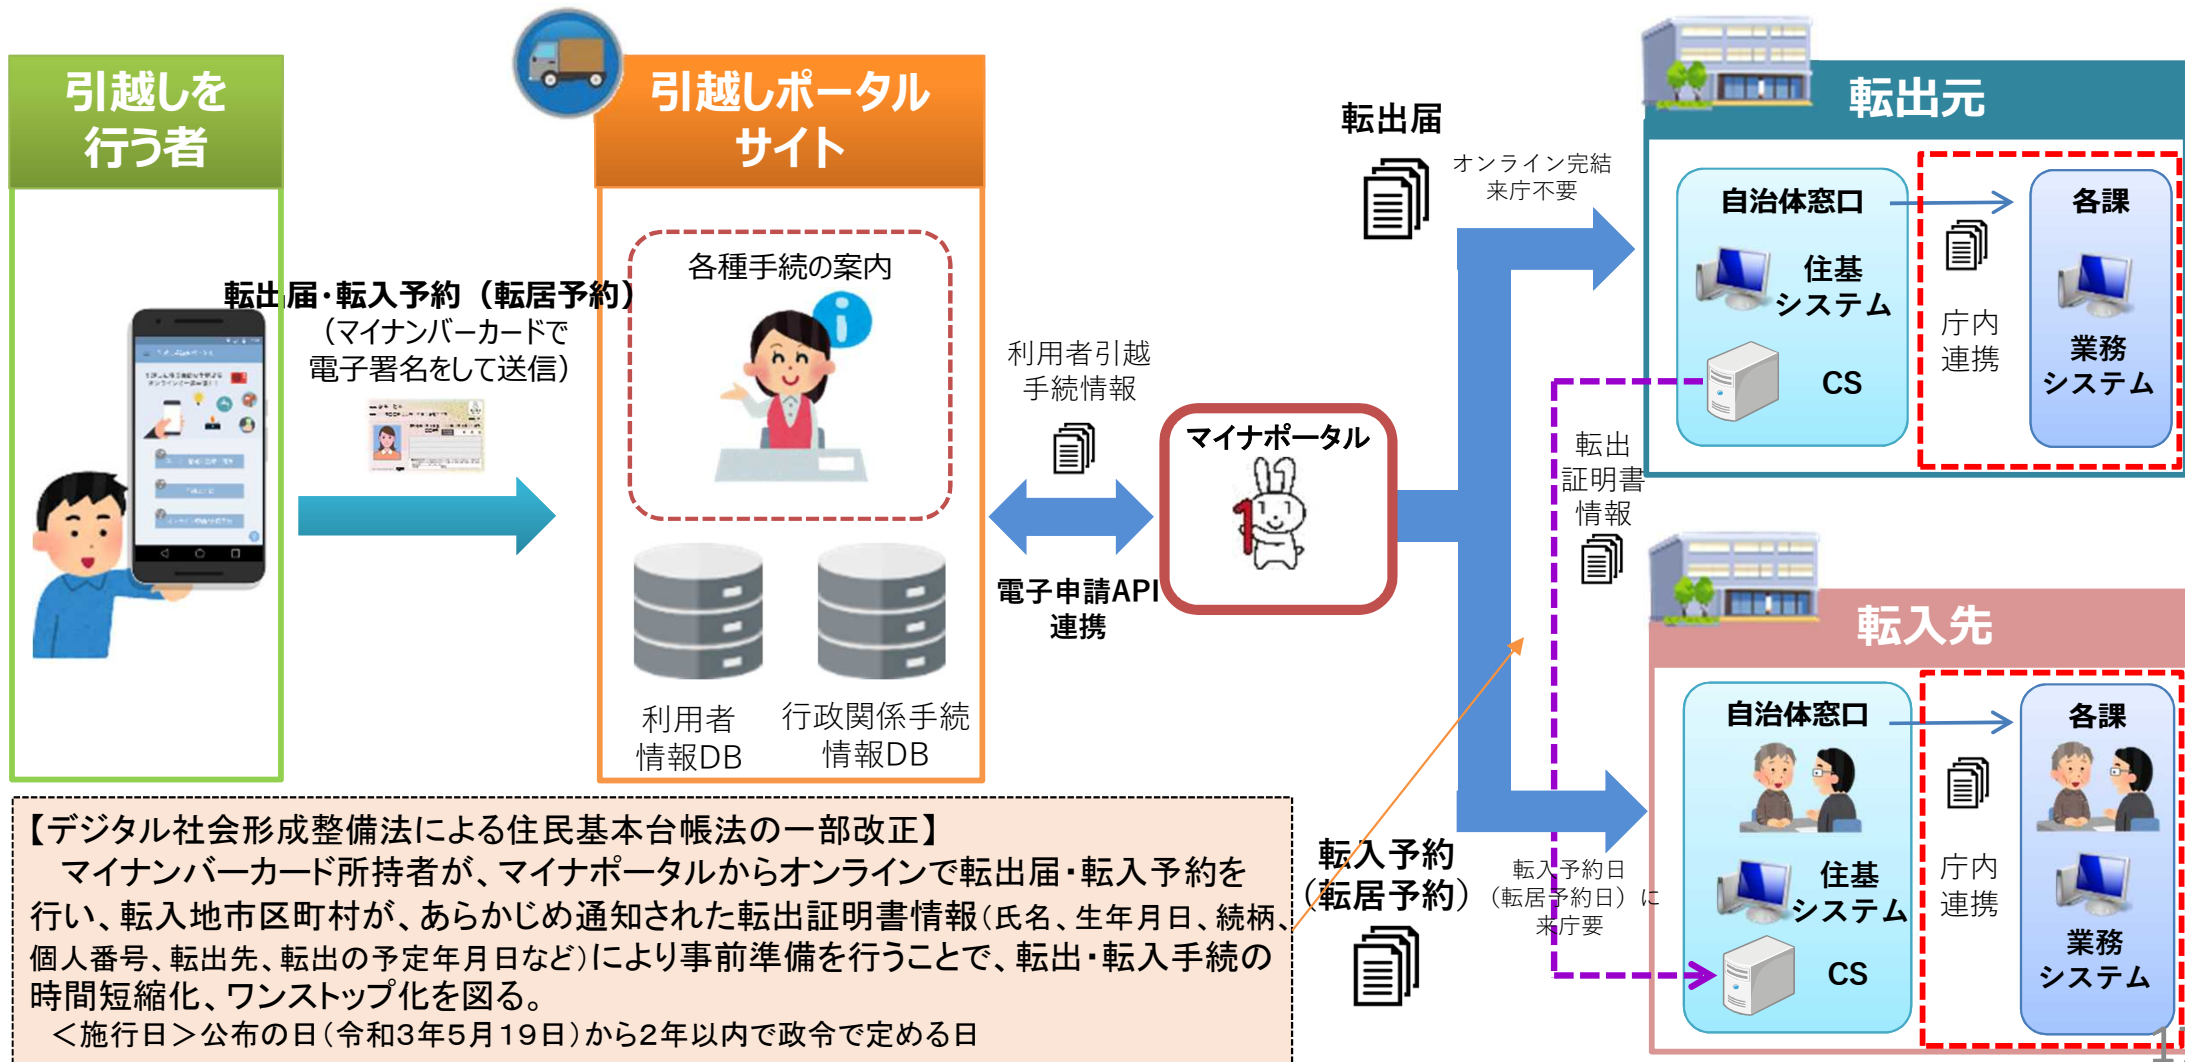 引越しを
行う者
引越しポータル
サイト
転出届・転入予約（転居予約）
（マイナンバーカードで
電子署名をして送信）
各種手続の案内
利用者
情報DB
行政関係手続
情報DB
利用者引越
手続情報
電子申請API
連携
マイナポータル
転出届
オンライン完結
来庁不要
転出元
自治体窓口
住基
システム
CS
庁内
連携
各課
業務
システム
転出
証明書
情報
転入先
自治体窓口
住基
システム
CS
庁内
連携
各課
業務
システム
転入予約
（転居予約）
転入予約日
（転居予約日）に
来庁要
【デジタル社会形成整備法による住民基本台帳法の一部改正】
マイナンバーカード所持者が、マイナポータルからオンラインで転出届・転入予約を
行い、転入地市区町村が、あらかじめ通知された転出証明書情報（氏名、生年月日、続柄、
個人番号、転出先、転出の予定年月日など）により事前準備を行うことで、転出・転入手続の
時間短縮化、ワンストップ化を図る。
＜施行日＞公布の日（令和３年５月１９日）から２年以内で政令で定める日